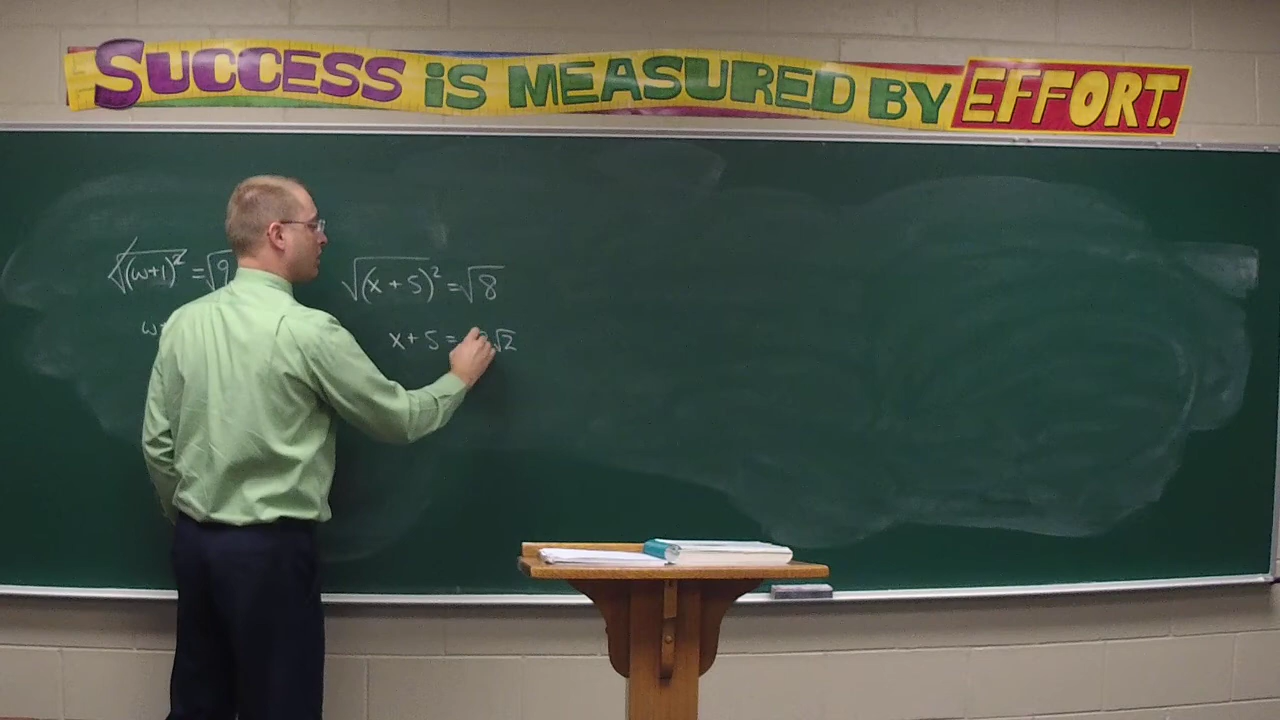 SUCCESS iS MEASURED BY EFFORT.
√(w+1)² = √9
√(x+5)² = √8
w
x+5 = 2√2